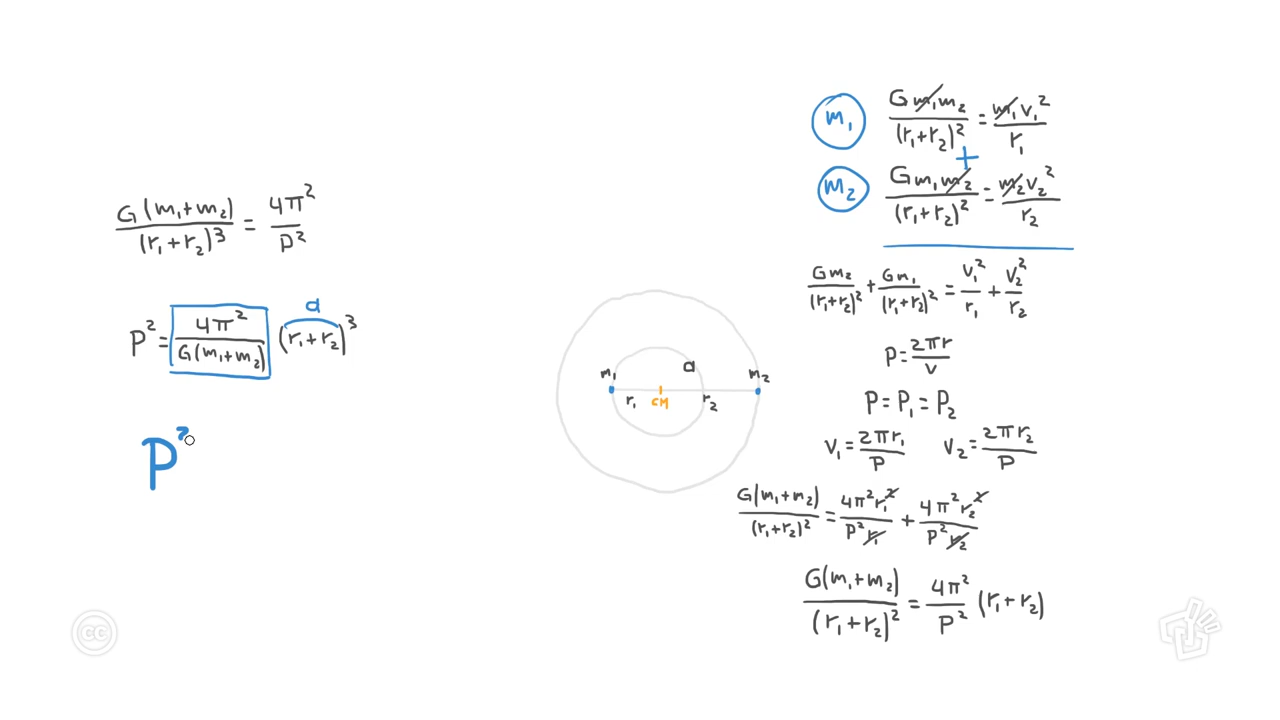 G(m₁+m₂)/(r₁+r₂)³ = 4π²/P²
P² = 4π²/G(m₁+m₂) (r₁+r₂)³
a
P²
a
m₁ m₂
r₁ CM r₂
m₁ Gm₁m₂/(r₁+r₂)² = m₁v₁²/r₁
+
m₂ Gm₁m₂/(r₁+r₂)² = m₂v₂²/r₂
Gm₂/(r₁+r₂)² + Gm₁/(r₁+r₂)² = v₁²/r₁ + v₂²/r₂
P = 2πr/v
P = P₁ = P₂
v₁ = 2πr₁/P v₂ = 2πr₂/P
G(m₁+m₂)/(r₁+r₂)² = 4π²r₁²/P²r₁ + 4π²r₂²/P²r₂
G(m₁+m₂)/(r₁+r₂)² = 4π²/P² (r₁+r₂)
cc